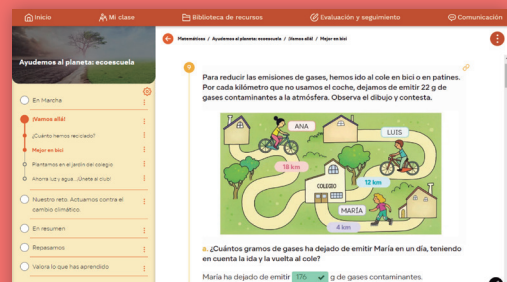 Inicio
Mi clase
Biblioteca de recursos
Evaluación y seguimiento
Comunicación
Matemáticas / Ayudemos al planeta: ecoescuela / ¡Vamos allá! / Mejor en bici
Ayudemos al planeta: ecoescuela
En Marcha
¡Vamos allá!
¿Cuánto hemos reciclado?
Mejor en bici
Plantamos en el jardín del colegio.
Ahorra luz y agua. ¡Únete al club!
Nuestro reto. Actuamos contra el
cambio climático.
En resumen
Repasamos
Valora lo que has aprendido
Para reducir las emisiones de gases, hemos ido al cole en bici o en patines.
Por cada kilómetro que no usamos el coche, dejamos de emitir 22 g de
gases contaminantes a la atmósfera. Observa el dibujo y contesta.
ANA
LUIS
18 km
COLEGIO
12 km
MARÍA
4 km
a. ¿Cuántos gramos de gases ha dejado de emitir María en un día, teniendo
en cuenta la ida y la vuelta al cole?
María ha dejado de emitir 176 g de gases contaminantes.